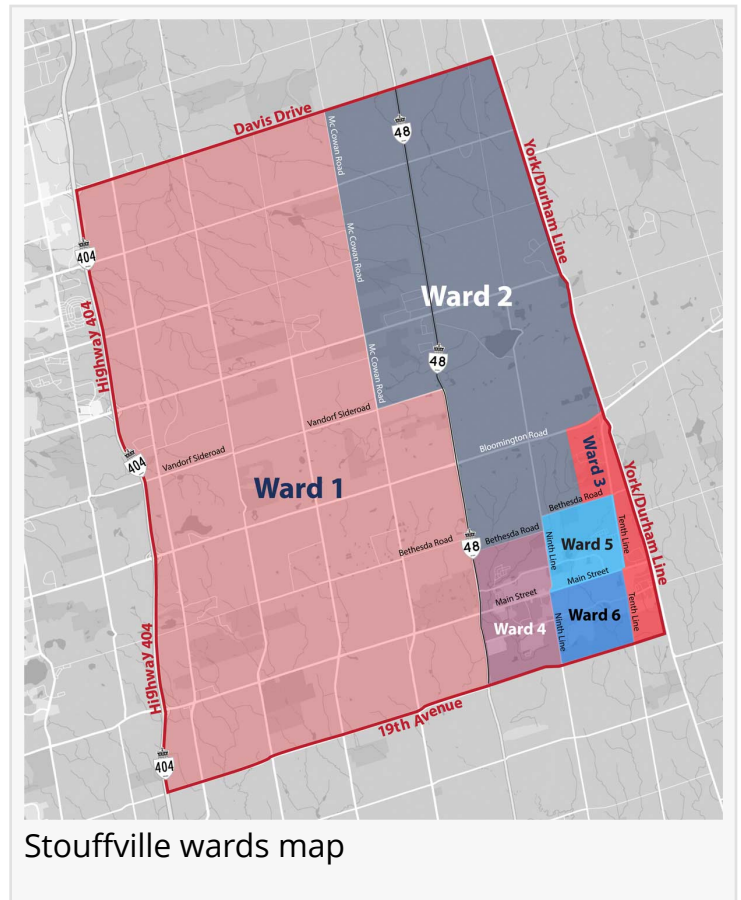 Davis Drive
48
Mc Cowan Road
York/Durham Line
404
Mc Cowan Road
Highway 404
Ward 2
48
Mc Cowan Road
Vandorf Sideroad
Vandorf Sideroad
404
Bloomington Road
Ward 3
Ward 1
York/Durham Line
Bethesda Road
Bethesda Road
Bethesda Road
48
Ninth Line
Ward 5
Tenth Line
Main Street
Main Street
Ward 4
Ninth Line
Ward 6
Tenth Line
Highway 404
19th Avenue
404
Stouffville wards map